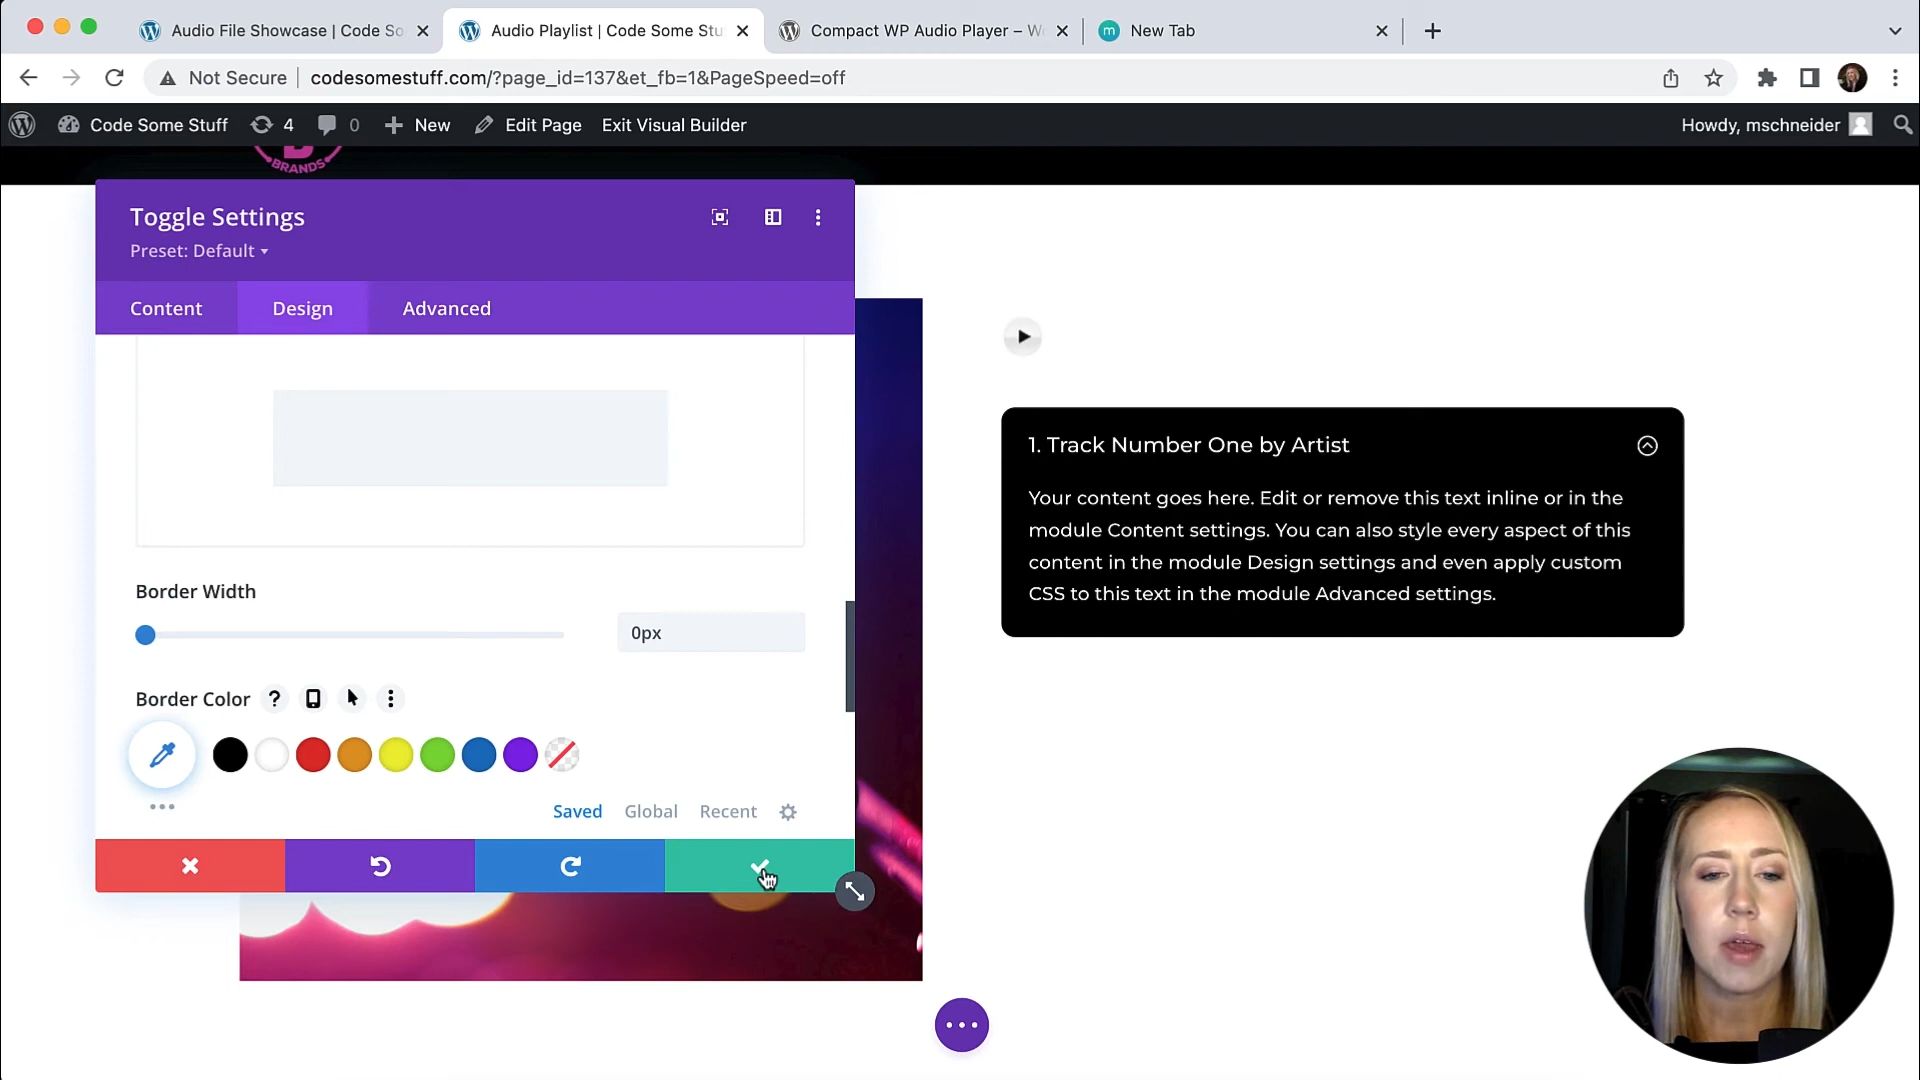 Audio File Showcase | Code So
Audio Playlist | Code Some Stu
Compact WP Audio Player – W
m
New Tab
Not Secure
codesomestuff.com/?page_id=137&et_fb=1&PageSpeed=off
Code Some Stuff
4
0
New
Edit Page
Exit Visual Builder
Howdy, mschneider
BRANDS
Toggle Settings
Preset: Default
Content
Design
Advanced
1. Track Number One by Artist
Your content goes here. Edit or remove this text inline or in the
module Content settings. You can also style every aspect of this
content in the module Design settings and even apply custom
CSS to this text in the module Advanced settings.
Border Width
0px
Border Color
?
Saved
Global
Recent